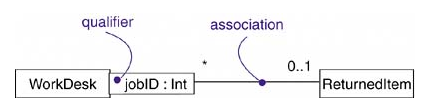 qualifier
association
*
0..1
WorkDesk
jobID : Int
ReturnedItem